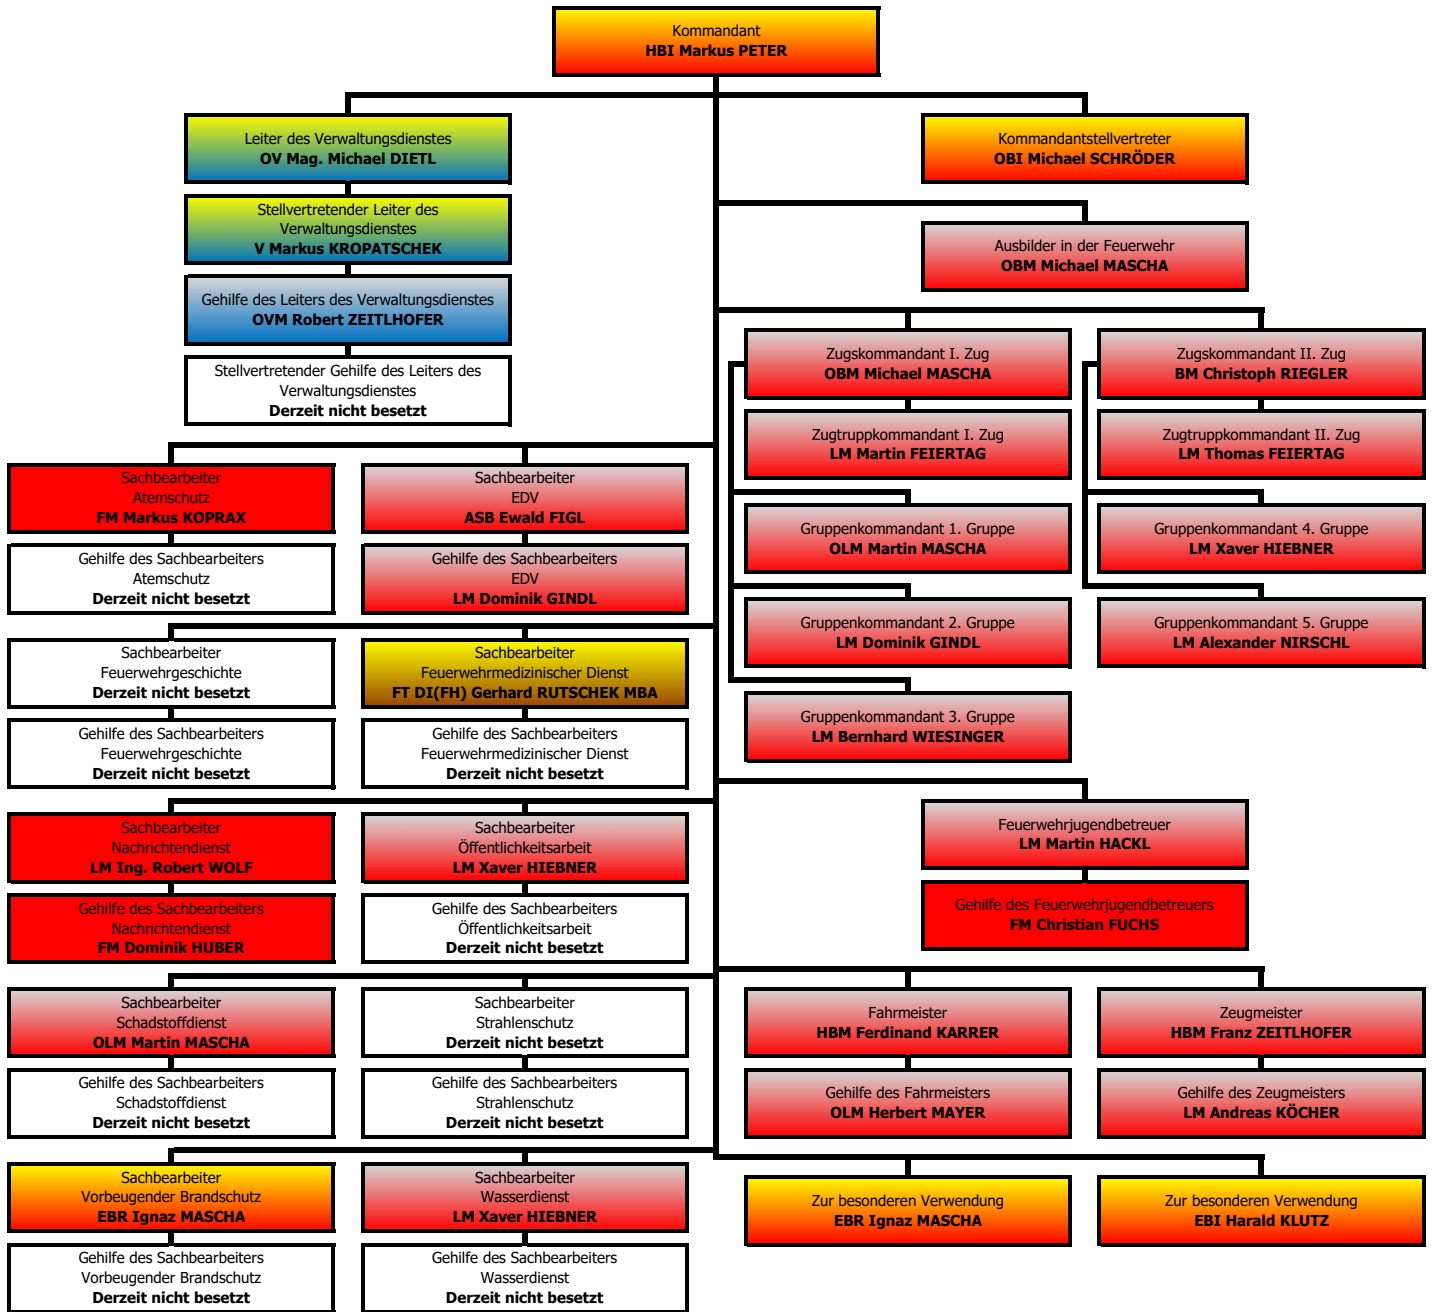 Kommandant
HBI Markus PETER
Leiter des Verwaltungsdienstes
OV Mag. Michael DIETL
Kommandantstellvertreter
OBI Michael SCHRÖDER
Stellvertretender Leiter des
Verwaltungsdienstes
V Markus KROPATSCHEK
Ausbilder in der Feuerwehr
OBM Michael MASCHA
Gehilfe des Leiters des Verwaltungsdienstes
OVM Robert ZEITLHOFER
Stellvertretender Gehilfe des Leiters des
Verwaltungsdienstes
Derzeit nicht besetzt
Zugskommandant I. Zug
OBM Michael MASCHA
Zugskommandant II. Zug
BM Christoph RIEGLER
Zugtruppkommandant I. Zug
LM Martin FEIERTAG
Zugtruppkommandant II. Zug
LM Thomas FEIERTAG
Gruppenkommandant 1. Gruppe
OLM Martin MASCHA
Gruppenkommandant 4. Gruppe
LM Xaver HIEBNER
Gruppenkommandant 2. Gruppe
LM Dominik GINDL
Gruppenkommandant 5. Gruppe
LM Alexander NIRSCHL
Gruppenkommandant 3. Gruppe
LM Bernhard WIESINGER
Sachbearbeiter
Atemschutz
FM Markus KOPRAX
Sachbearbeiter
EDV
ASB Ewald FIGL
Gehilfe des Sachbearbeiters
Atemschutz
Derzeit nicht besetzt
Gehilfe des Sachbearbeiters
EDV
LM Dominik GINDL
Sachbearbeiter
Feuerwehrgeschichte
Derzeit nicht besetzt
Sachbearbeiter
Feuerwehrmedizinischer Dienst
FT DI(FH) Gerhard RUTSCHEK MBA
Gehilfe des Sachbearbeiters
Feuerwehrgeschichte
Derzeit nicht besetzt
Gehilfe des Sachbearbeiters
Feuerwehrmedizinischer Dienst
Derzeit nicht besetzt
Sachbearbeiter
Nachrichtendienst
LM Ing. Robert WOLF
Sachbearbeiter
Öffentlichkeitsarbeit
LM Xaver HIEBNER
Feuerwehrjugendbetreuer
LM Martin HACKL
Gehilfe des Sachbearbeiters
Nachrichtendienst
FM Dominik HUBER
Gehilfe des Sachbearbeiters
Öffentlichkeitsarbeit
Derzeit nicht besetzt
Gehilfe des Feuerwehrjugendbetreuers
FM Christian FUCHS
Sachbearbeiter
Schadstoffdienst
OLM Martin MASCHA
Sachbearbeiter
Strahlenschutz
Derzeit nicht besetzt
Fahrmeister
HBM Ferdinand KARRER
Zeugmeister
HBM Franz ZEITLHOFER
Gehilfe des Sachbearbeiters
Schadstoffdienst
Derzeit nicht besetzt
Gehilfe des Sachbearbeiters
Strahlenschutz
Derzeit nicht besetzt
Gehilfe des Fahrmeisters
OLM Herbert MAYER
Gehilfe des Zeugmeisters
LM Andreas KÖCHER
Sachbearbeiter
Vorbeugender Brandschutz
EBR Ignaz MASCHA
Sachbearbeiter
Wasserdienst
LM Xaver HIEBNER
Zur besonderen Verwendung
EBR Ignaz MASCHA
Zur besonderen Verwendung
EBI Harald KLUTZ
Gehilfe des Sachbearbeiters
Vorbeugender Brandschutz
Derzeit nicht besetzt
Gehilfe des Sachbearbeiters
Wasserdienst
Derzeit nicht besetzt